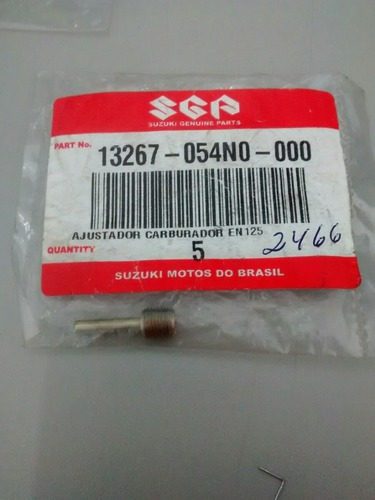 SGP
SUZUKI GENUINE PARTS
PART No. 13267-054N0-000
AJUSTADOR CARBURADOR EN125
QUANTITY 5 2466
SUZUKI MOTOS DO BRASIL